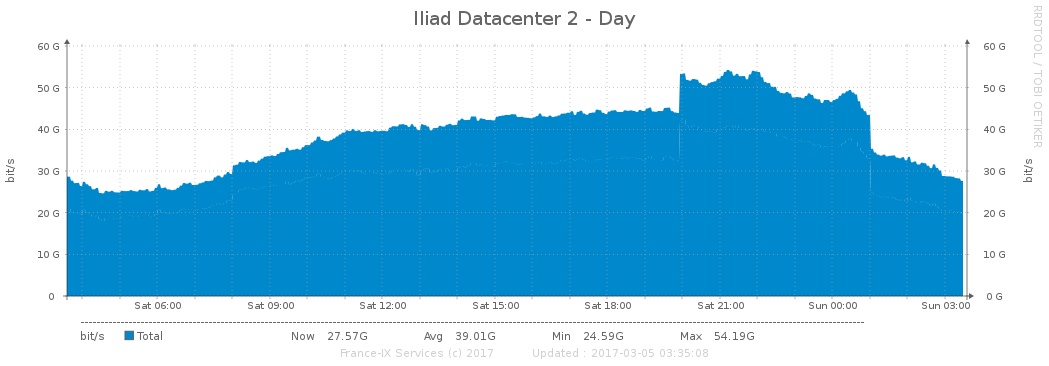 Iliad Datacenter 2 - Day
RRDTOOL / TOBI OETIKER
60 G 60 G
50 G 50 G
40 G 40 G
30 G 30 G
20 G 20 G
10 G 10 G
0 0 G
bit/s bit/s
Sat 06:00 Sat 09:00 Sat 12:00 Sat 15:00 Sat 18:00 Sat 21:00 Sun 00:00 Sun 03:00
bit/s Total Now 27.57G Avg 39.01G Min 24.59G Max 54.19G
France-IX Services (c) 2017 Updated : 2017-03-05 03:35:08